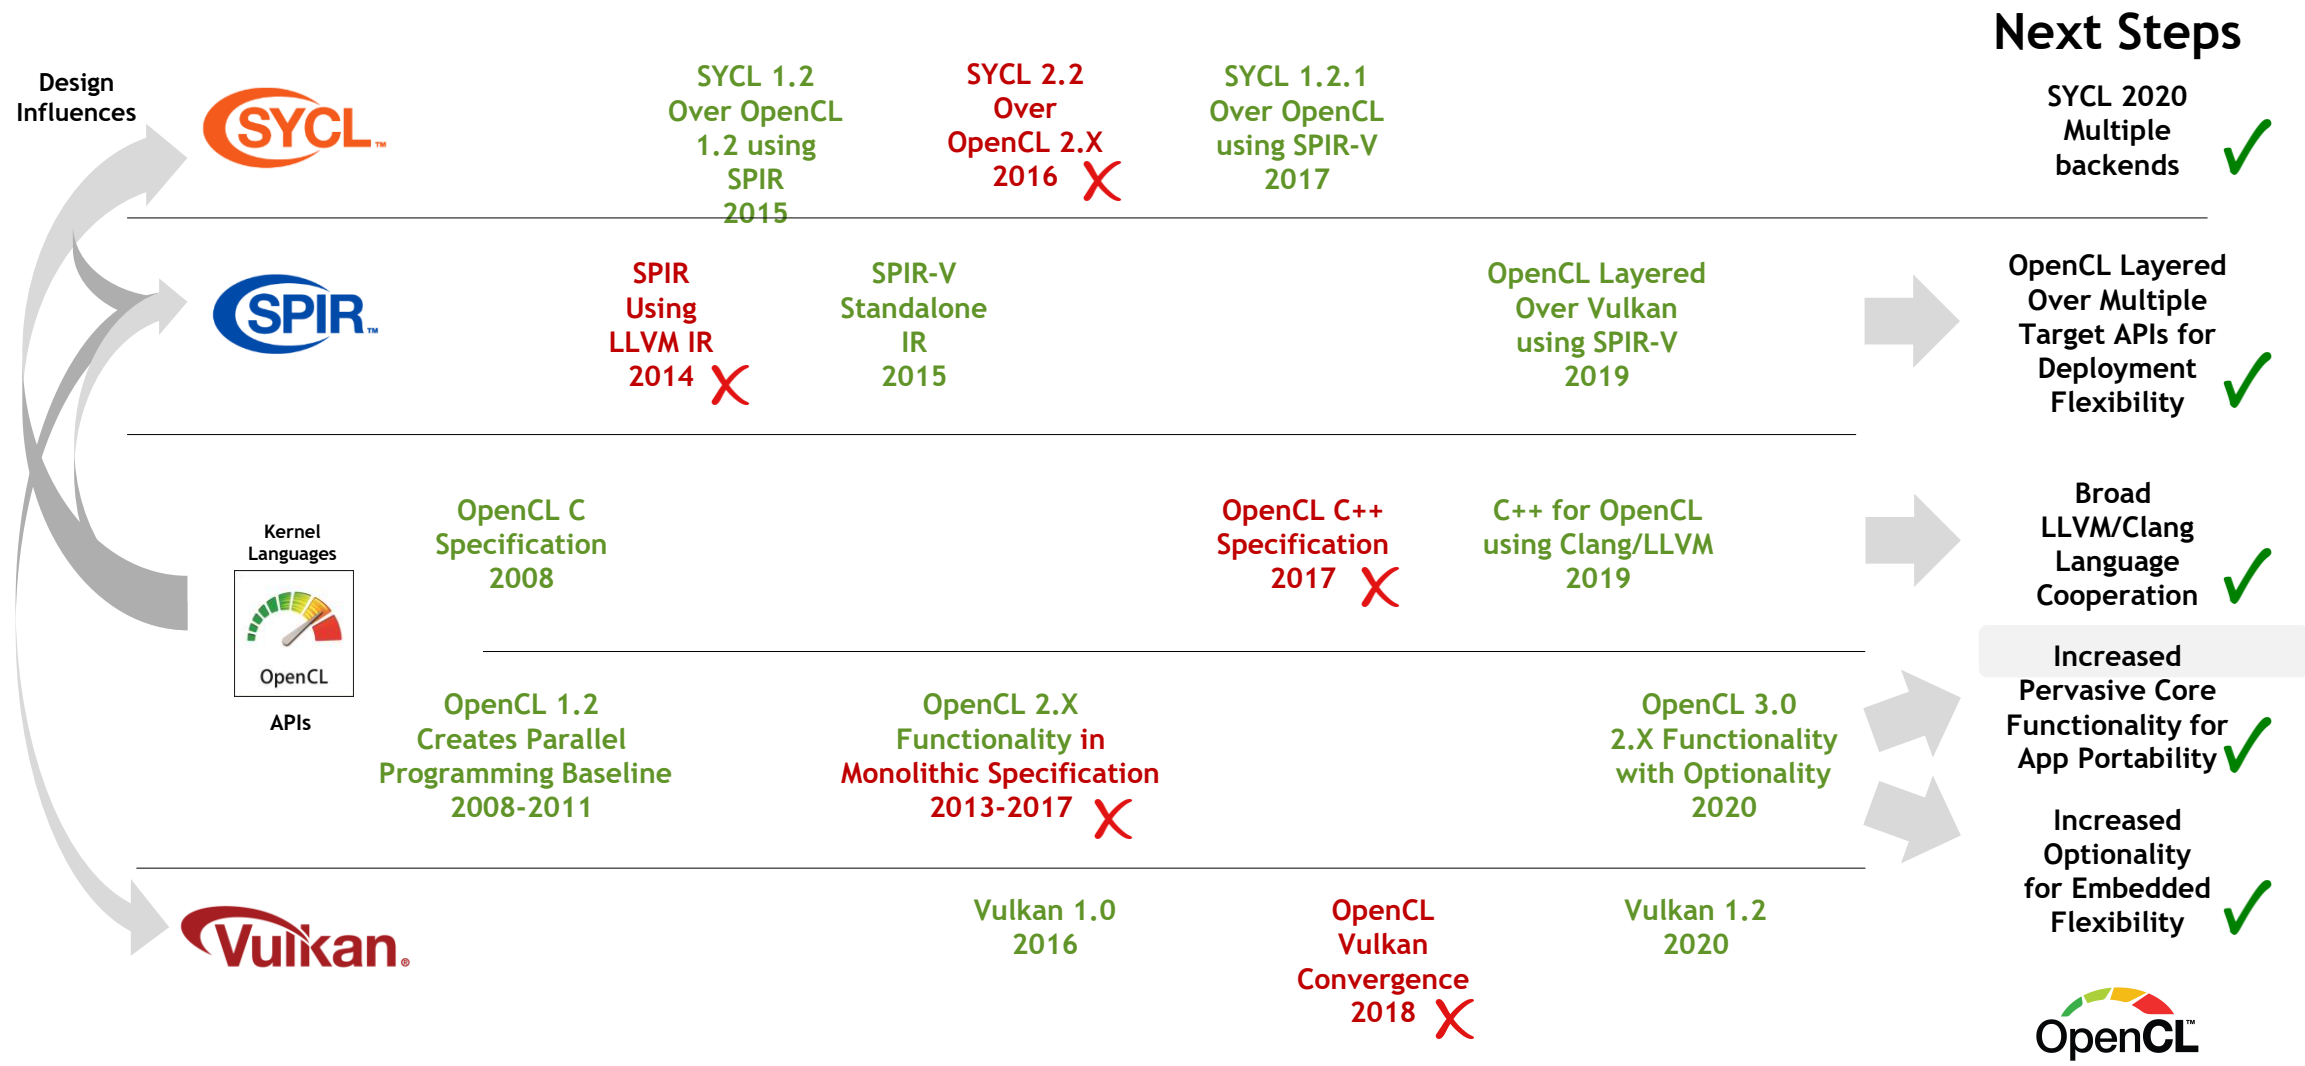 Next Steps
Design
Influences
SYCL™
SYCL 1.2
Over OpenCL
1.2 using
SPIR
2015
SYCL 2.2
Over
OpenCL 2.X
2016
SYCL 1.2.1
Over OpenCL
using SPIR-V
2017
SYCL 2020
Multiple
backends
SPIR™
SPIR
Using
LLVM IR
2014
SPIR-V
Standalone
IR
2015
OpenCL Layered
Over Vulkan
using SPIR-V
2019
OpenCL Layered
Over Multiple
Target APIs for
Deployment
Flexibility
Kernel
Languages
OpenCL
APIs
OpenCL C
Specification
2008
OpenCL C++
Specification
2017
C++ for OpenCL
using Clang/LLVM
2019
Broad
LLVM/Clang
Language
Cooperation
OpenCL 1.2
Creates Parallel
Programming Baseline
2008-2011
OpenCL 2.X
Functionality in
Monolithic Specification
2013-2017
OpenCL 3.0
2.X Functionality
with Optionality
2020
Increased
Pervasive Core
Functionality for
App Portability
Increased
Optionality
for Embedded
Flexibility
Vulkan®
Vulkan 1.0
2016
OpenCL
Vulkan
Convergence
2018
Vulkan 1.2
2020
OpenCL™